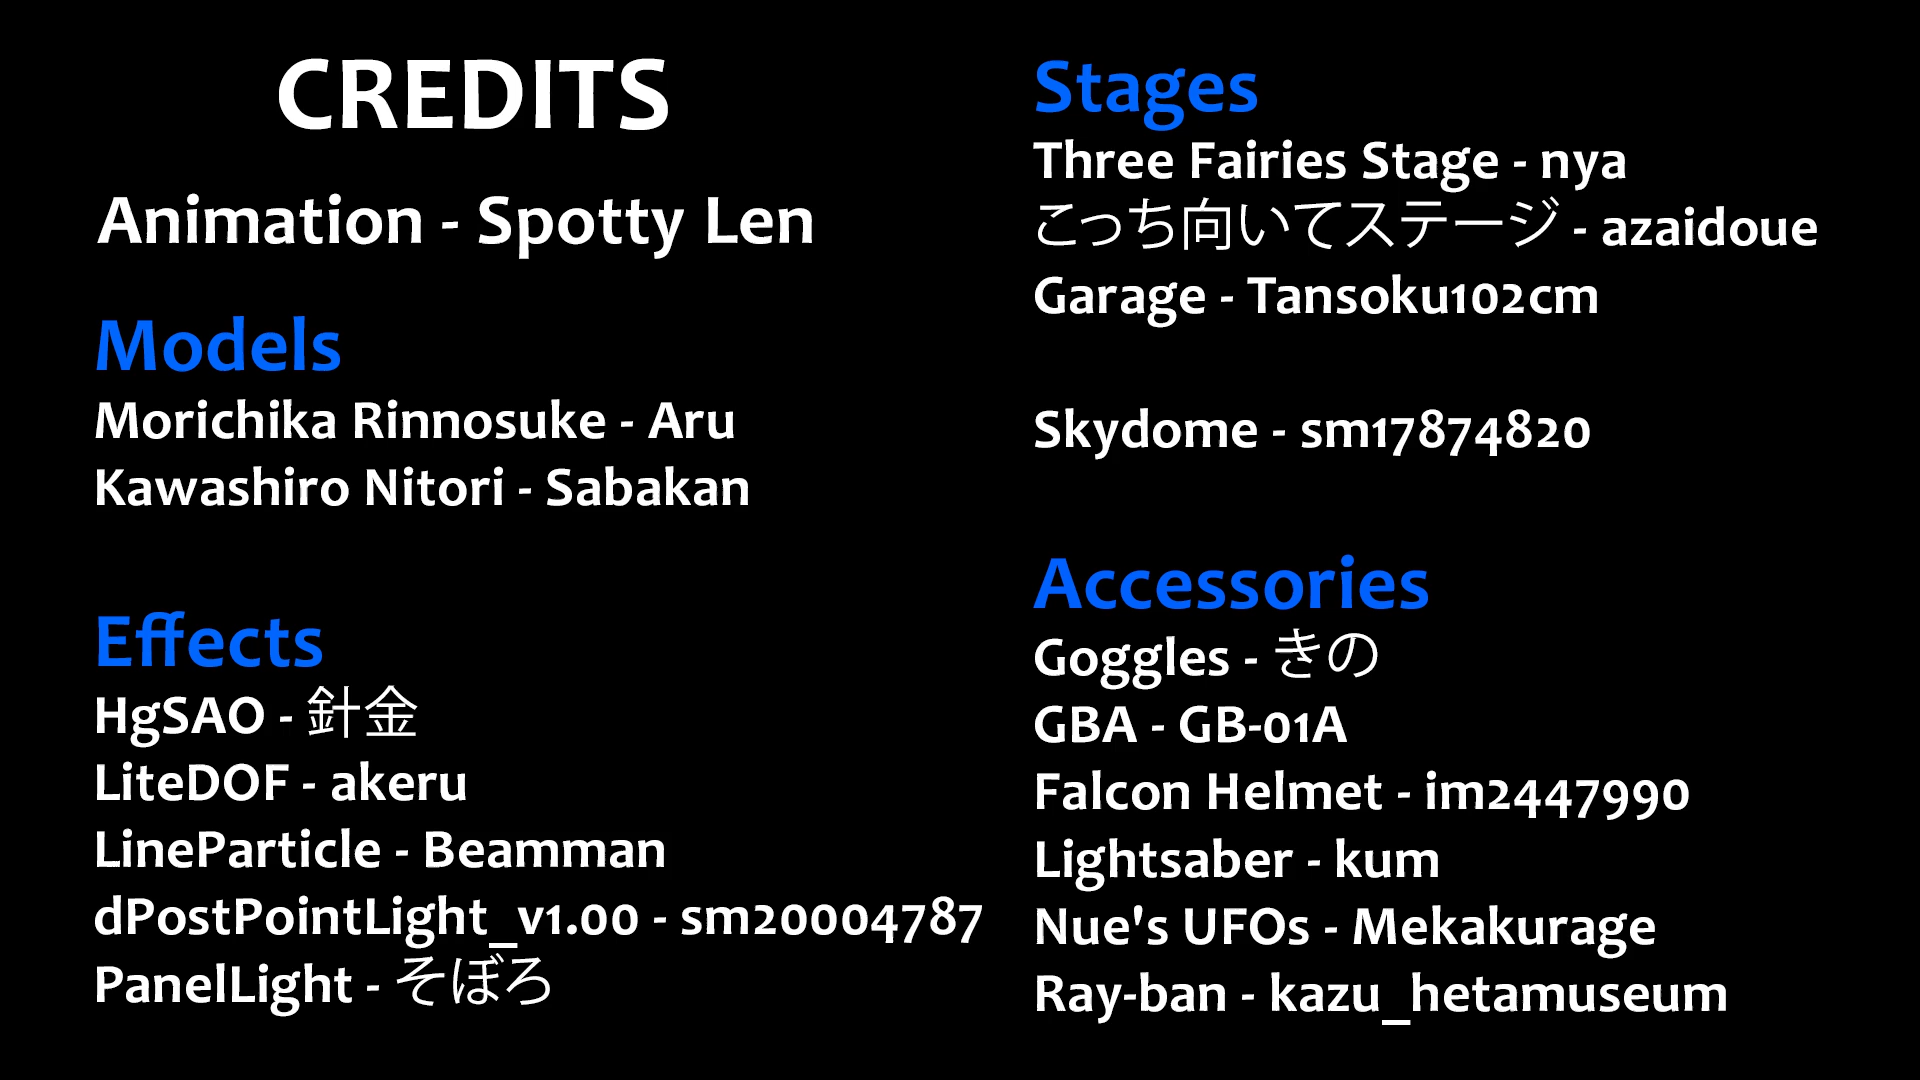 CREDITS
Animation - Spotty Len
Models
Morichika Rinnosuke - Aru
Kawashiro Nitori - Sabakan
Effects
HgSAO - 針金
LiteDOF - akeru
LineParticle - Beamman
dPostPointLight_v1.00 - sm20004787
PanelLight - そぼろ
Stages
Three Fairies Stage - nya
こっち向いてステージ - azaidoue
Garage - Tansoku102cm
Skydome - sm17874820
Accessories
Goggles - きの
GBA - GB-01A
Falcon Helmet - im2447990
Lightsaber - kum
Nue's UFOs - Mekakurage
Ray-ban - kazu_hetamuseum